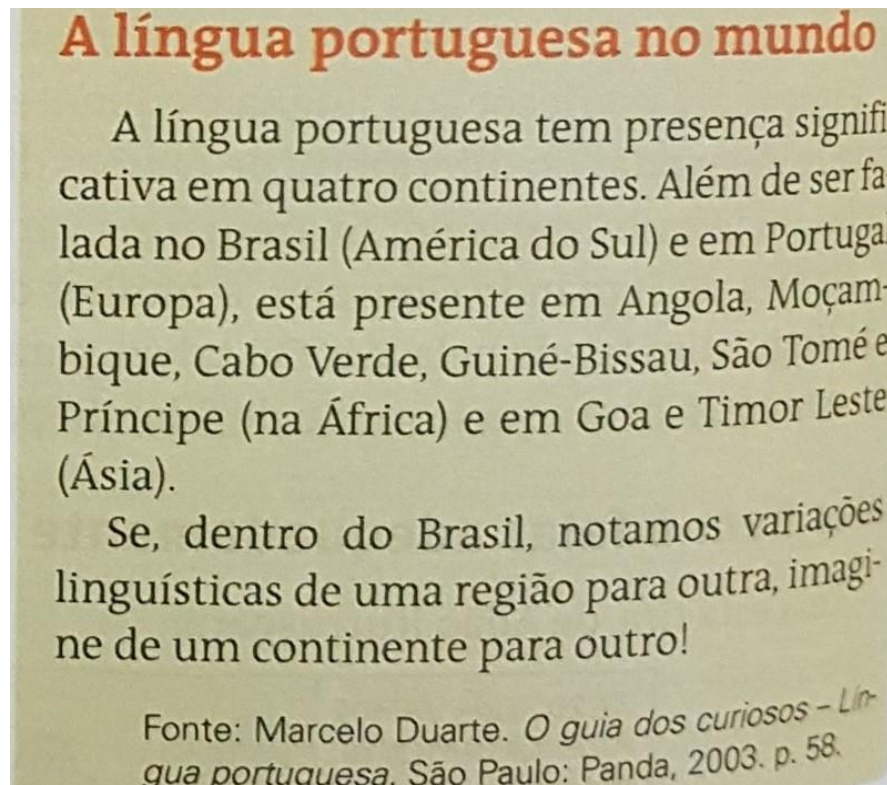 A língua portuguesa no mundo
A língua portuguesa tem presença signifi
cativa em quatro continentes. Além de ser fa
lada no Brasil (América do Sul) e em Portuga
(Europa), está presente em Angola, Moçam-
bique, Cabo Verde, Guiné-Bissau, São Tomé e
Príncipe (na África) e em Goa e Timor Leste
(Ásia).
Se, dentro do Brasil, notamos variações
linguísticas de uma região para outra, imagi-
ne de um continente para outro!
Fonte: Marcelo Duarte. O guia dos curiosos – Lín-
gua portuguesa. São Paulo: Panda, 2003. p. 58.